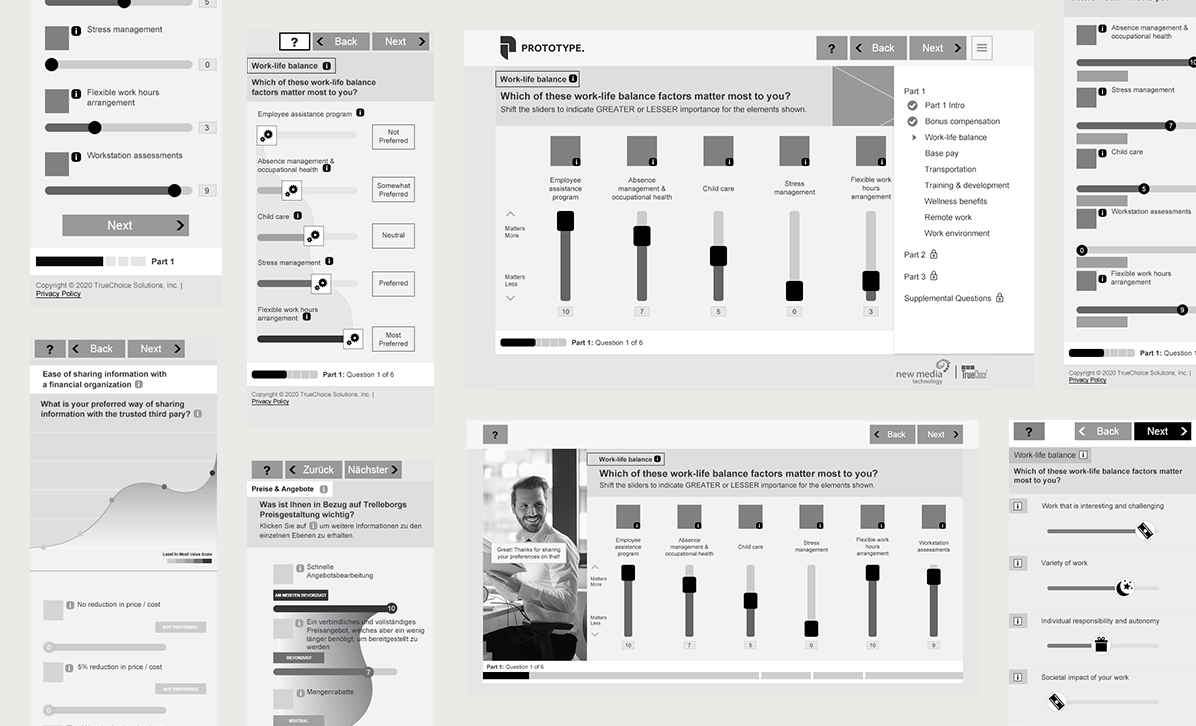 5
Stress management
0
Flexible work hours
arrangement
3
Workstation assessments
9
Next
Part 1
Copyright © 2020 TrueChoice Solutions, Inc. |
Privacy Policy
? Back Next
Ease of sharing information with
a financial organization
What is your preferred way of sharing
information with the trusted third pary?
Least to Most Value Scale
No reduction in price / cost
NOT PREFERRED
0
5% reduction in price / cost
NOT PREFERRED
0
? Back Next
Work-life balance
Which of these work-life balance
factors matter most to you?
Employee assistance program
Not
Preferred
Absence management &
occupational health
Somewhat
Preferred
Child care
Neutral
Stress management
Preferred
Flexible work hours
arrangement
Most
Preferred
Part 1: Question 1 of 6
Copyright © 2020 TrueChoice Solutions, Inc. |
Privacy Policy
? Zurück Nächster
Preise & Angebote
Was ist Ihnen in Bezug auf Trelleborgs
Preisgestaltung wichtig?
Klicken Sie auf i um weitere Informationen zu den
einzelnen Ebenen zu erhalten.
Schnelle
Angebotsbearbeitung
AM MEISTEN BEVORZUGT
10
Ein verbindliches und vollständiges
Preisangebot, welches aber ein wenig
länger benötigt, um bereitgestellt zu
werden
BEVORZUGT
7
Mengenrabatte
NEUTRAL
PROTOTYPE.
? Back Next
Work-life balance
Which of these work-life balance factors matter most to you?
Shift the sliders to indicate GREATER or LESSER importance for the elements shown.
Employee
assistance
program
Absence
management &
occupational health
Child care
Stress
management
Flexible work
hours
arrangement
Matters
More
Matters
Less
10 7 5 0 3
Part 1: Question 1 of 6
Part 1
Part 1 Intro
Bonus compensation
Work-life balance
Base pay
Transportation
Training & development
Wellness benefits
Remote work
Work environment
Part 2
Part 3
Supplemental Questions
new media
technology
TrueChoice
? Back Next
Work-life balance
Which of these work-life balance factors matter most to you?
Shift the sliders to indicate GREATER or LESSER importance for the elements shown.
Great! Thanks for sharing
your preferences on that!
Employee
assistance
program
Absence
management &
occupational health
Child care
Stress
management
Flexible work
hours
arrangement
Workstation
assessments
Matters
More
Matters
Less
10 7 5 0 10 9
Part 1: Question 1 of 6
Absence management &
occupational health
10
Stress management
7
Child care
5
Workstation assessments
0
Flexible work hours
arrangement
9
Part 1: Question 1
Copyright © 2020 TrueChoice Solutions, Inc. |
Privacy Policy
? Back Next
Work-life balance
Which of these work-life balance factors matter
most to you?
Work that is interesting and challenging
Variety of work
Individual responsibility and autonomy
Societal impact of your work